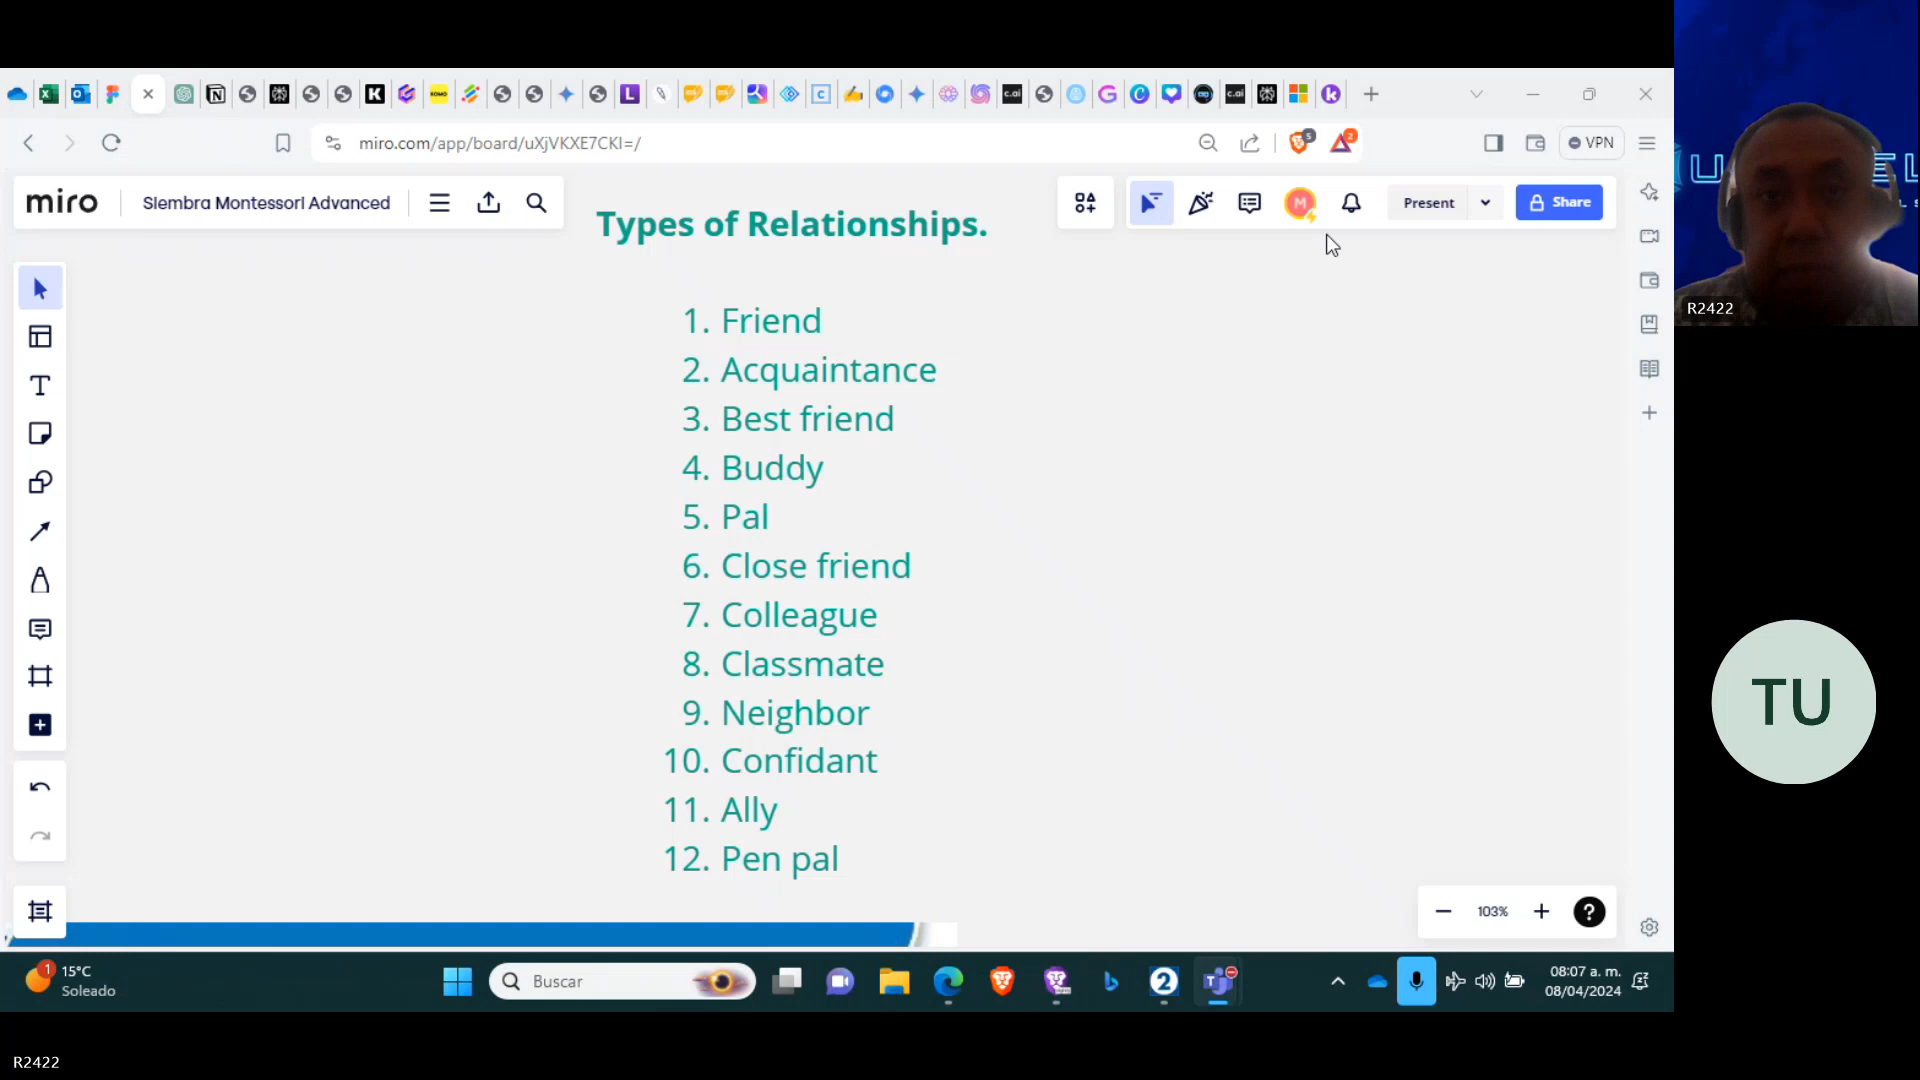 miro.com/app/board/uXjVKXE7CKI=/
VPN
miro
Siembra Montessori Advanced
Present
Share
Types of Relationships.
1. Friend
2. Acquaintance
3. Best friend
4. Buddy
5. Pal
6. Close friend
7. Colleague
8. Classmate
9. Neighbor
10. Confidant
11. Ally
12. Pen pal
103%
15°C
Soleado
Buscar
08:07 a. m.
08/04/2024
R2422
TU
R2422